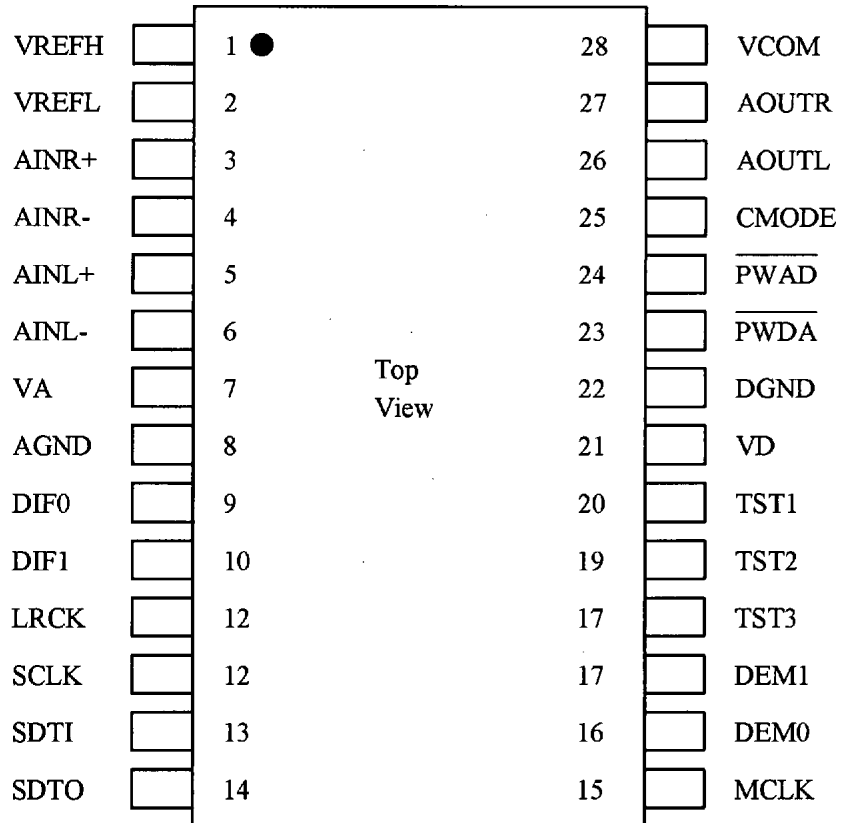 VREFH 1 28 VCOM
VREFL 2 27 AOUTR
AINR+ 3 26 AOUTL
AINR- 4 25 CMODE
AINL+ 5 24 PWAD
AINL- 6 23 PWDA
VA 7 22 DGND
Top
View
AGND 8 21 VD
DIF0 9 20 TST1
DIF1 10 19 TST2
LRCK 12 17 TST3
SCLK 12 17 DEM1
SDTI 13 16 DEM0
SDTO 14 15 MCLK